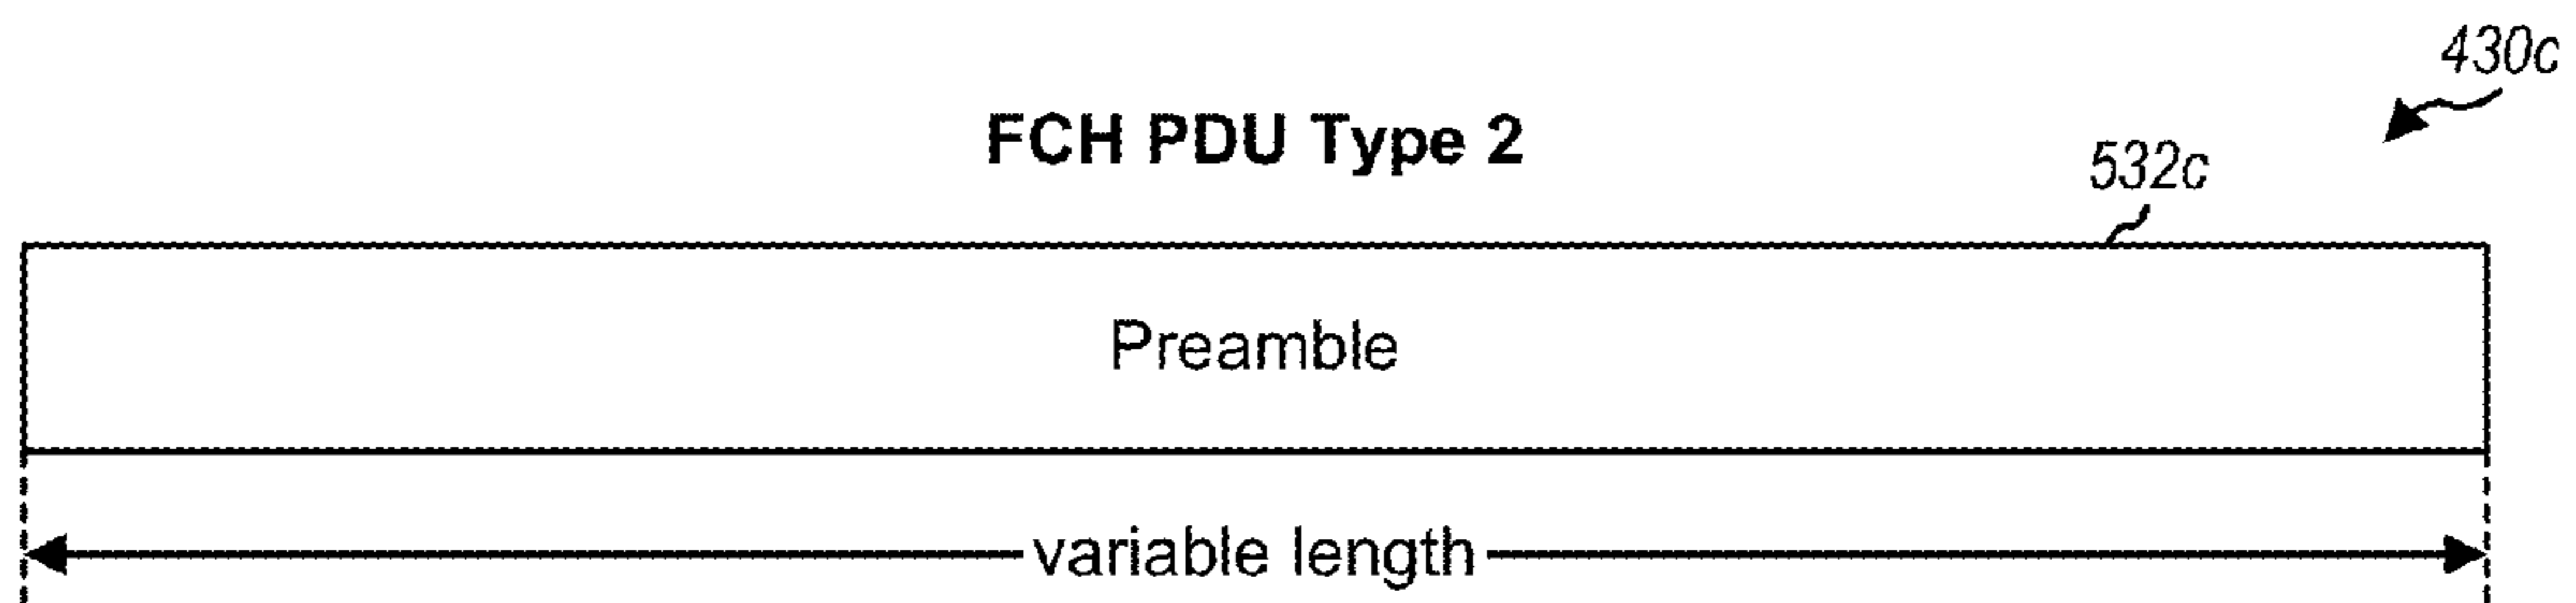 430c
FCH PDU Type 2
532c
Preamble
variable length